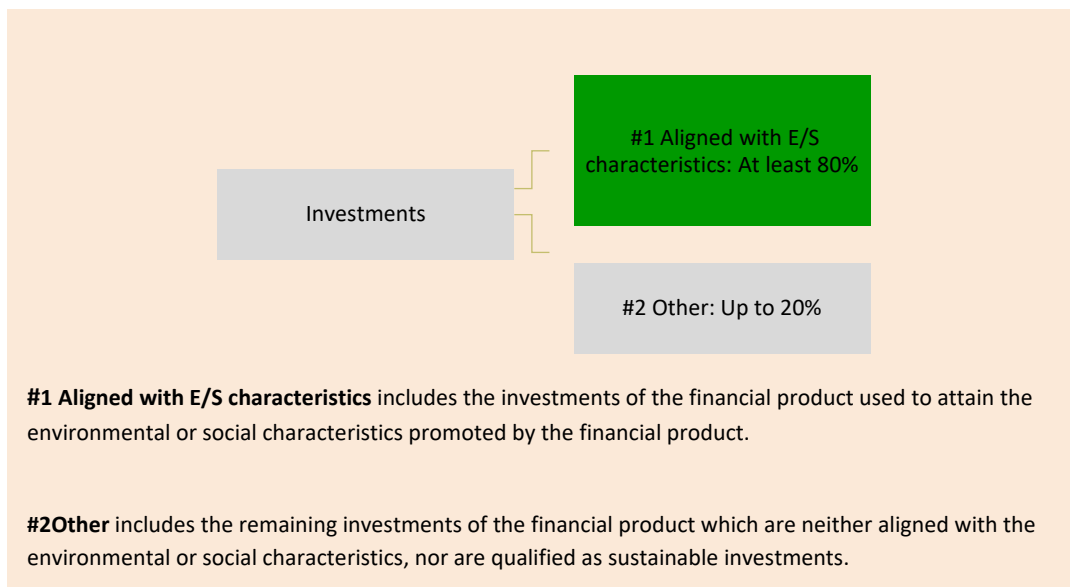 #1 Aligned with E/S
characteristics: At least 80%
Investments
#2 Other: Up to 20%
#1 Aligned with E/S characteristics includes the investments of the financial product used to attain the
environmental or social characteristics promoted by the financial product.
#2Other includes the remaining investments of the financial product which are neither aligned with the
environmental or social characteristics, nor are qualified as sustainable investments.